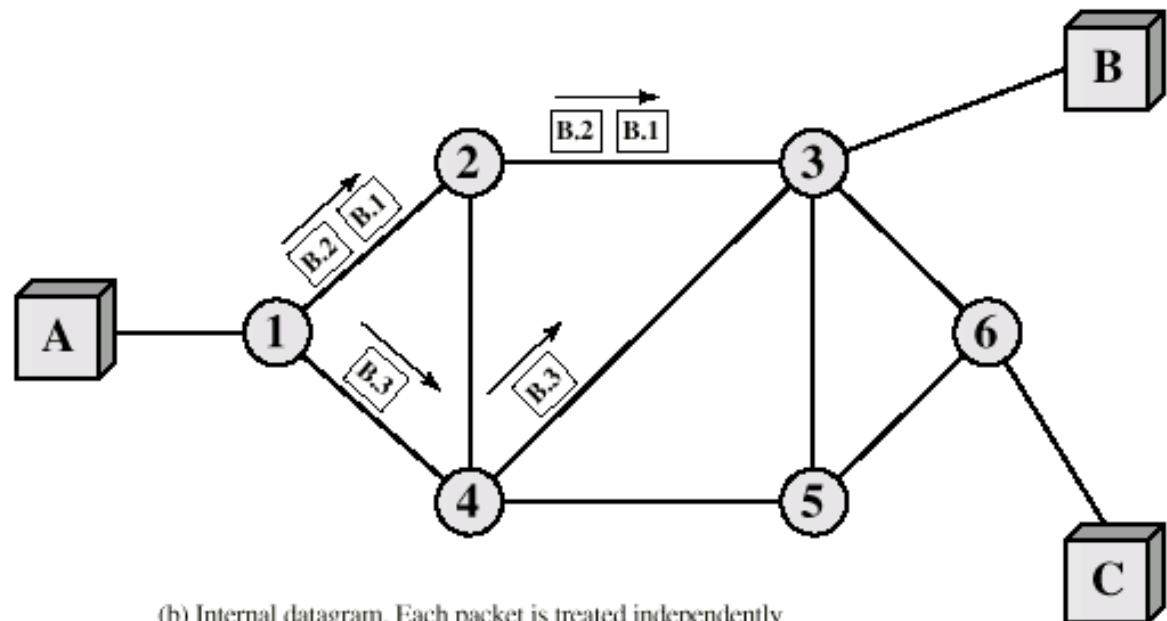 B
B.2 B.1
2
3
B.1
B.2
A
1
6
B.3
B.3
4
5
C
(b) Internal datagram. Each packet is treated independently